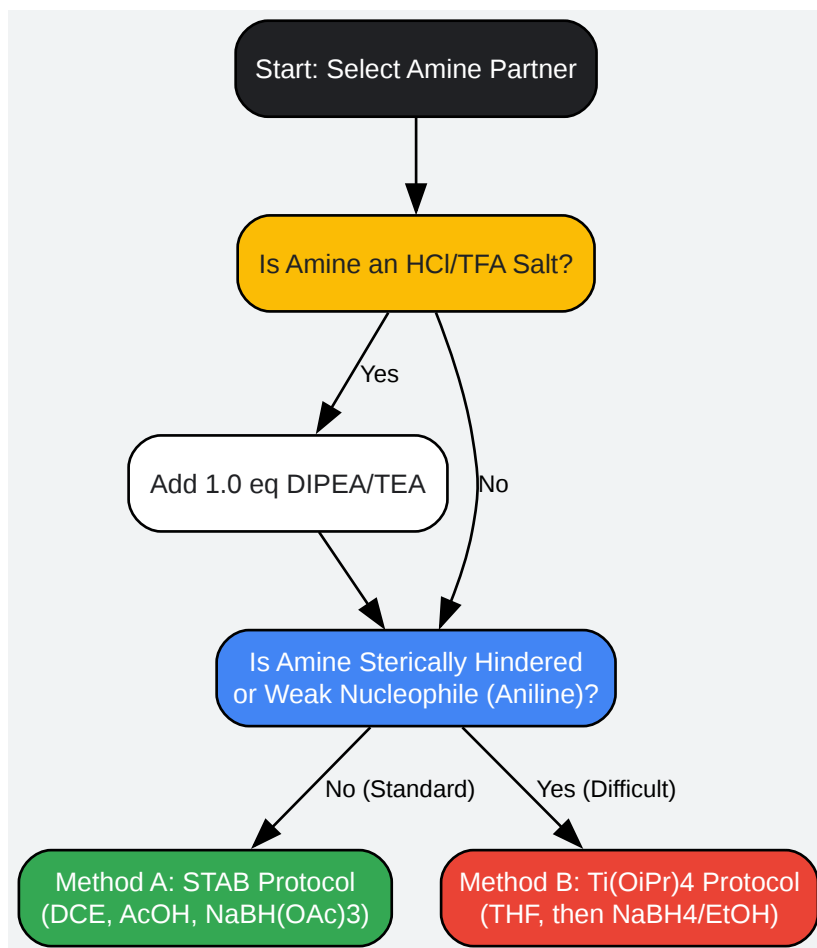 Start: Select Amine Partner
Is Amine an HCl/TFA Salt?
Yes
Add 1.0 eq DIPEA/TEA
No
Is Amine Sterically Hindered
or Weak Nucleophile (Aniline)?
No (Standard)
Yes (Difficult)
Method A: STAB Protocol
(DCE, AcOH, NaBH(OAc)3)
Method B: Ti(OiPr)4 Protocol
(THF, then NaBH4/EtOH)